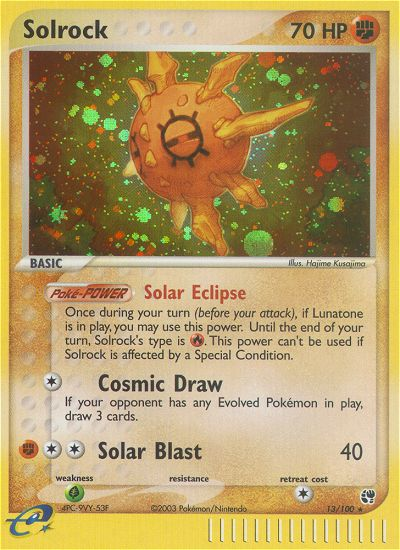 Solrock 70 HP
BASIC Illus. Hajime Kusajima
Poké-POWER Solar Eclipse
Once during your turn (before your attack), if Lunatone
is in play, you may use this power. Until the end of your
turn, Solrock's type is . This power can't be used if
Solrock is affected by a Special Condition.
Cosmic Draw
If your opponent has any Evolved Pokémon in play,
draw 3 cards.
Solar Blast 40
weakness resistance retreat cost
4PC-9VY-53F ©2003 Pokémon/Nintendo 13/100 ★
e